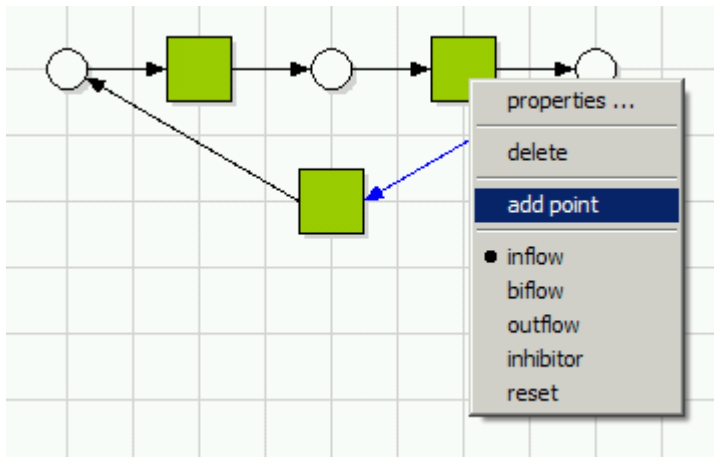 properties ...
delete
add point
inflow
biflow
outflow
inhibitor
reset